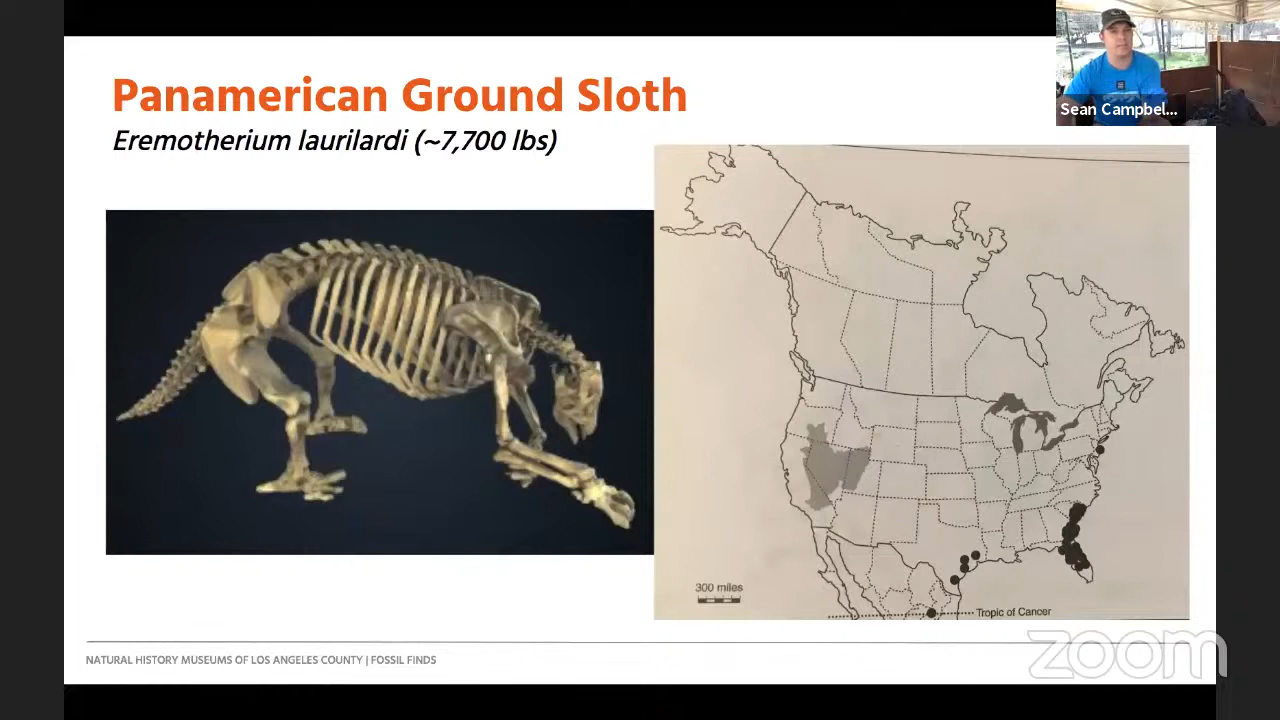 Panamerican Ground Sloth
Eremotherium laurilardi (~7,700 lbs)
Sean Campbel...
300 miles
Tropic of Cancer
NATURAL HISTORY MUSEUMS OF LOS ANGELES COUNTY | FOSSIL FINDS
zoom